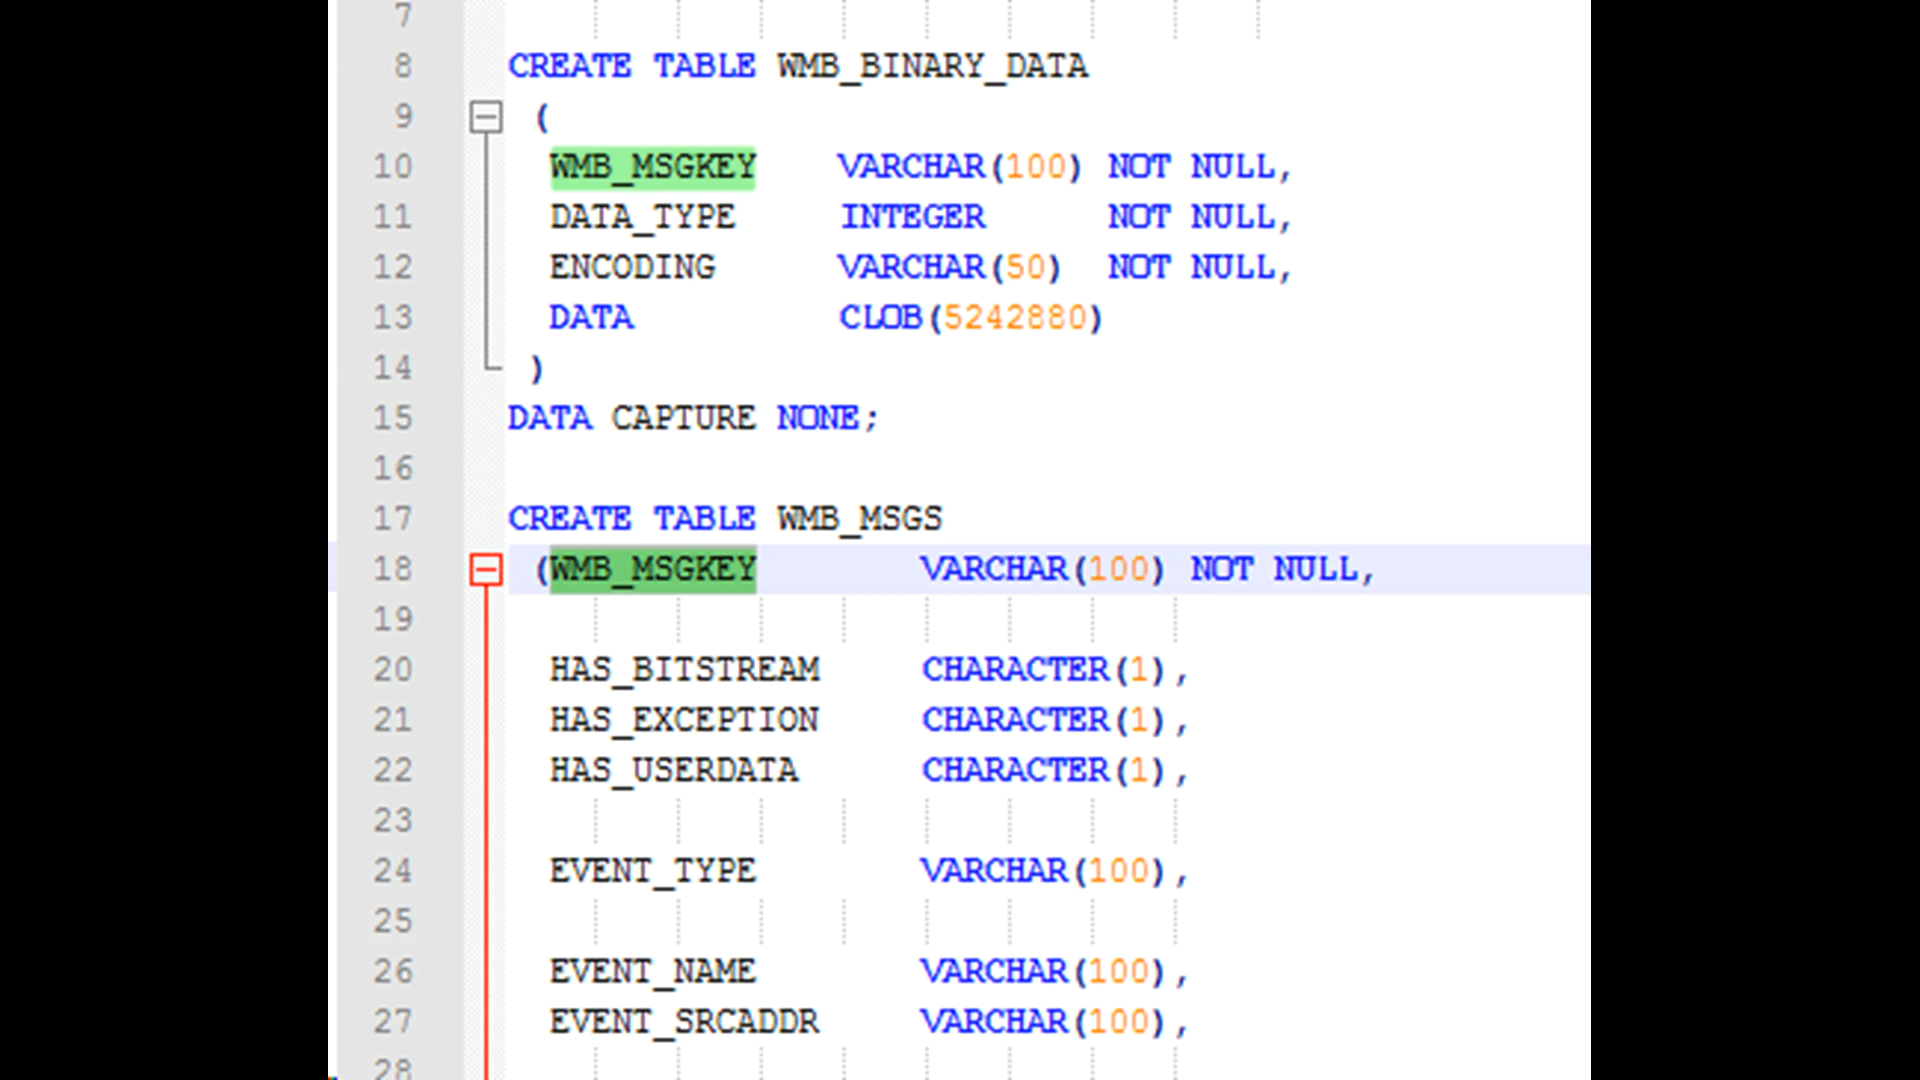 7
8 CREATE TABLE WMB_BINARY_DATA
9 (
10 WMB_MSGKEY VARCHAR(100) NOT NULL,
11 DATA_TYPE INTEGER NOT NULL,
12 ENCODING VARCHAR(50) NOT NULL,
13 DATA CLOB(5242880)
14 )
15 DATA CAPTURE NONE;
16
17 CREATE TABLE WMB_MSGS
18 (WMB_MSGKEY VARCHAR(100) NOT NULL,
19
20 HAS_BITSTREAM CHARACTER(1),
21 HAS_EXCEPTION CHARACTER(1),
22 HAS_USERDATA CHARACTER(1),
23
24 EVENT_TYPE VARCHAR(100),
25
26 EVENT_NAME VARCHAR(100),
27 EVENT_SRCADDR VARCHAR(100),
28